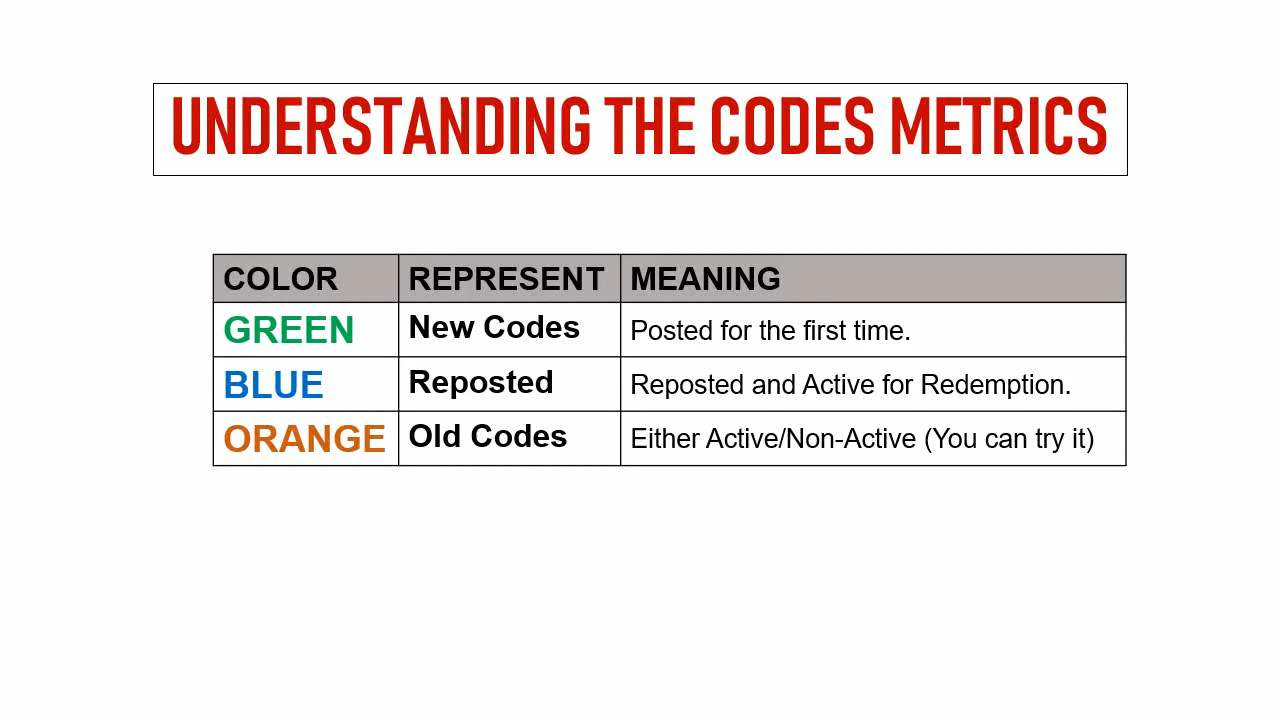 UNDERSTANDING THE CODES METRICS
COLOR REPRESENT MEANING
GREEN New Codes Posted for the first time.
BLUE Reposted Reposted and Active for Redemption.
ORANGE Old Codes Either Active/Non-Active (You can try it)